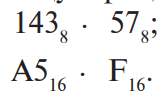 143₈ · 57₈;
A5₁₆ · F₁₆.